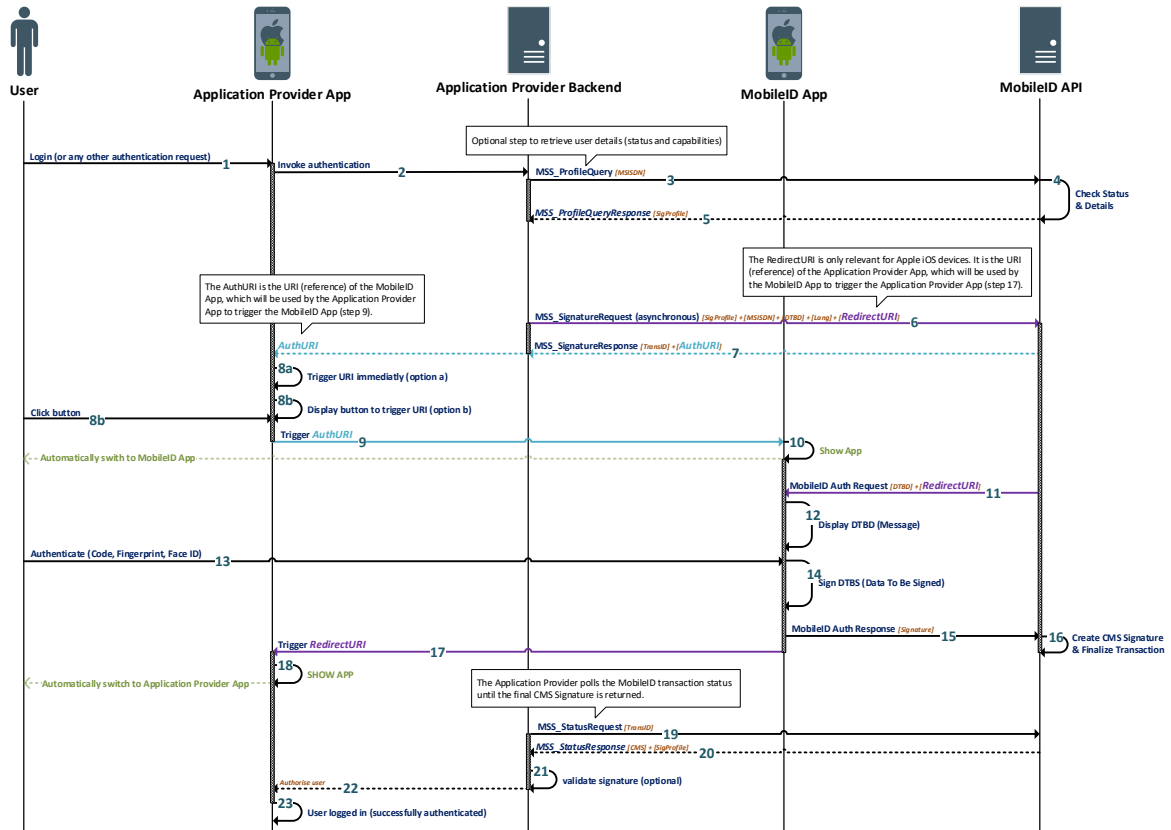 User
Application Provider App
Application Provider Backend
MobileID App
MobileID API
Optional step to retrieve user details (status and capabilities)
Login (or any other authentication request)
1
Invoke authentication
2
MSS_ProfileQuery [MSISDN]
3
4
Check Status
& Details
MSS_ProfileQueryResponse [SigProfile]
5
The RedirectURI is only relevant for Apple iOS devices. It is the URI
(reference) of the Application Provider App, which will be used by
the MobileID App to trigger the Application Provider App (step 17).
The AuthURI is the URI (reference) of the MobileID
App, which will be used by the Application Provider
App to trigger the MobileID App (step 9).
MSS_SignatureRequest (asynchronous) [SigProfile] + [MSISDN] + [DTBD] + [Lang] + [RedirectURI]
6
AuthURI
MSS_SignatureResponse [TransID] + [AuthURI]
7
8a
Trigger URI immediatly (option a)
8b
Display button to trigger URI (option b)
Click button
8b
Trigger AuthURI
9
10
Show App
Automatically swith to MobileID App
MobileID Auth Request [DTBD] + [RedirectURI]
11
12
Display DTBD (Message)
Authenticate (Code, Fingerprint, Face ID)
13
14
Sign DTBS (Data To Be Signed)
MobileID Auth Response [Signature]
15
16
Create CMS Signature
& Finalize Transaction
Trigger RedirectURI
17
18
SHOW APP
Automatically switch to Application Provider App
The Application Provider polls the MobileID transaction status
until the final CMS Signature is returned.
MSS_StatusRequest [TransID]
19
MSS_StatusResponse [CMS] + [SigProfile]
20
21
validate signature (optional)
Authorise user
22
23
User logged in (successfully authenticated)